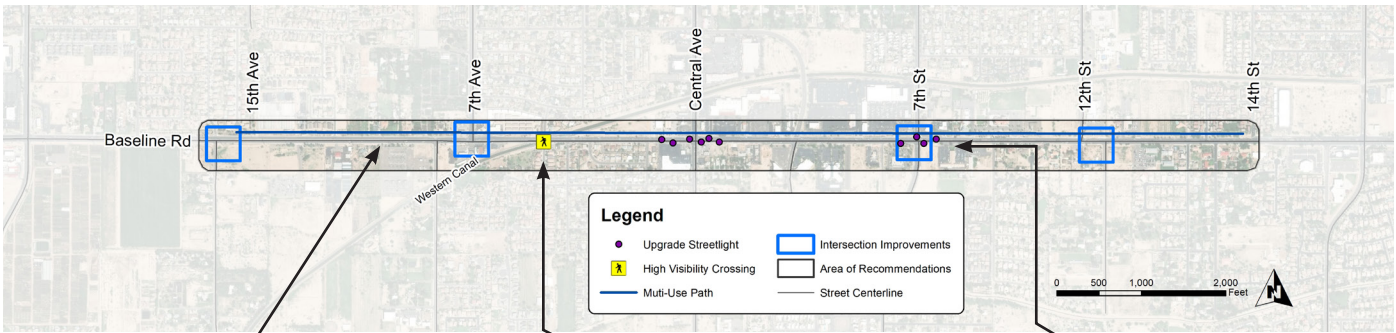 15th Ave
7th Ave
Central Ave
7th St
12th St
14th St
Baseline Rd
Western Canal
Legend
Upgrade Streetlight
Intersection Improvements
High Visibility Crossing
Area of Recommendations
Muti-Use Path
Street Centerline
0 500 1,000 2,000
Feet
N